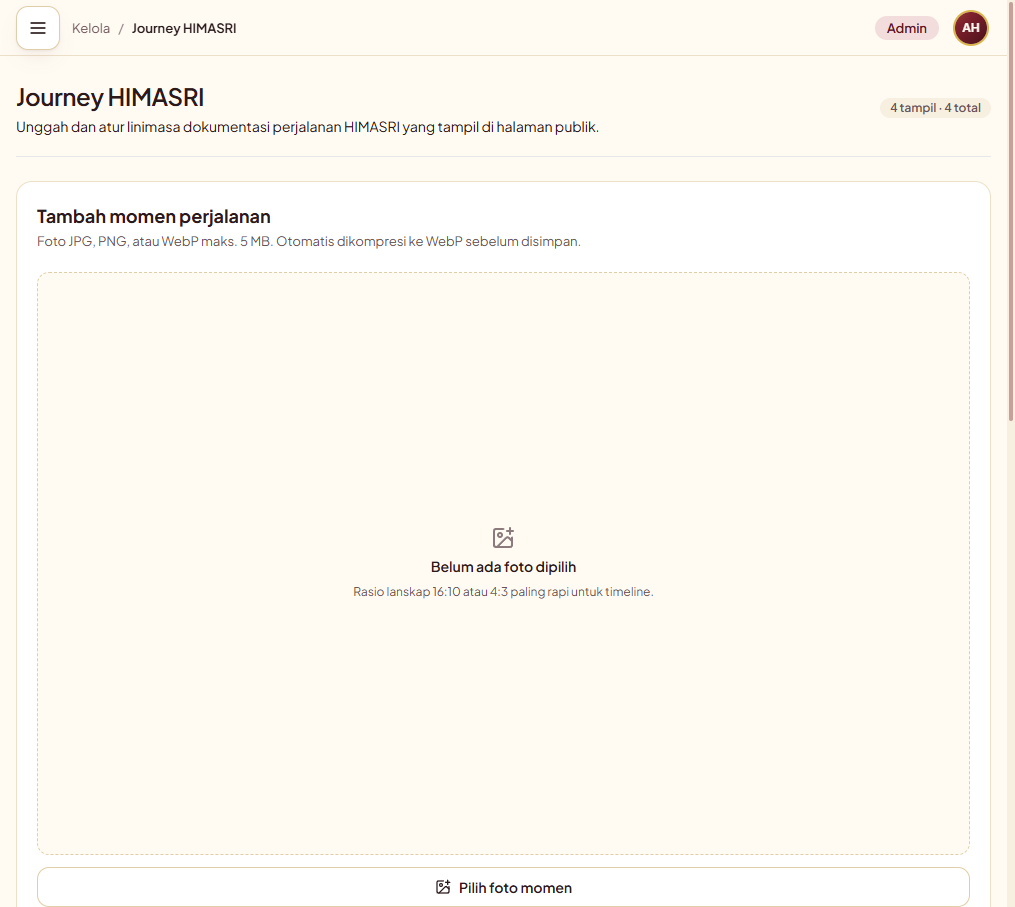 Kelola / Journey HIMASRI
Admin
AH
Journey HIMASRI
Unggah dan atur linimasa dokumentasi perjalanan HIMASRI yang tampil di halaman publik.
4 tampil · 4 total
Tambah momen perjalanan
Foto JPG, PNG, atau WebP maks. 5 MB. Otomatis dikompresi ke WebP sebelum disimpan.
Belum ada foto dipilih
Rasio lanskap 16:10 atau 4:3 paling rapi untuk timeline.
Pilih foto momen